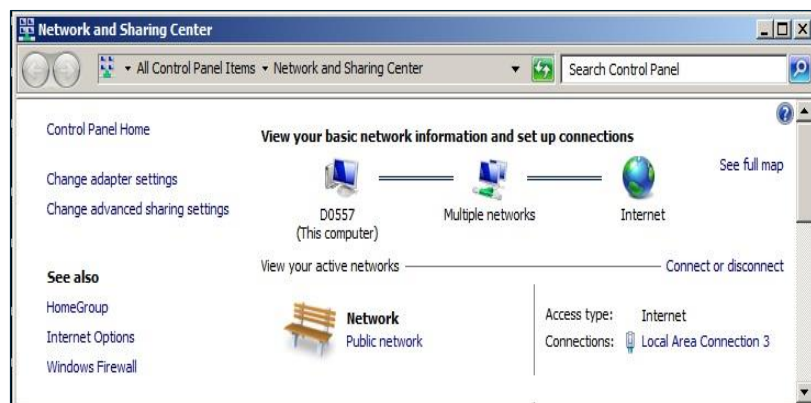 Network and Sharing Center
All Control Panel Items Network and Sharing Center
Search Control Panel
Control Panel Home
Change adapter settings
Change advanced sharing settings
See also
HomeGroup
Internet Options
Windows Firewall
View your basic network information and set up connections
See full map
D0557
(This computer)
Multiple networks
Internet
View your active networks
Connect or disconnect
Network
Public network
Access type: Internet
Connections: Local Area Connection 3